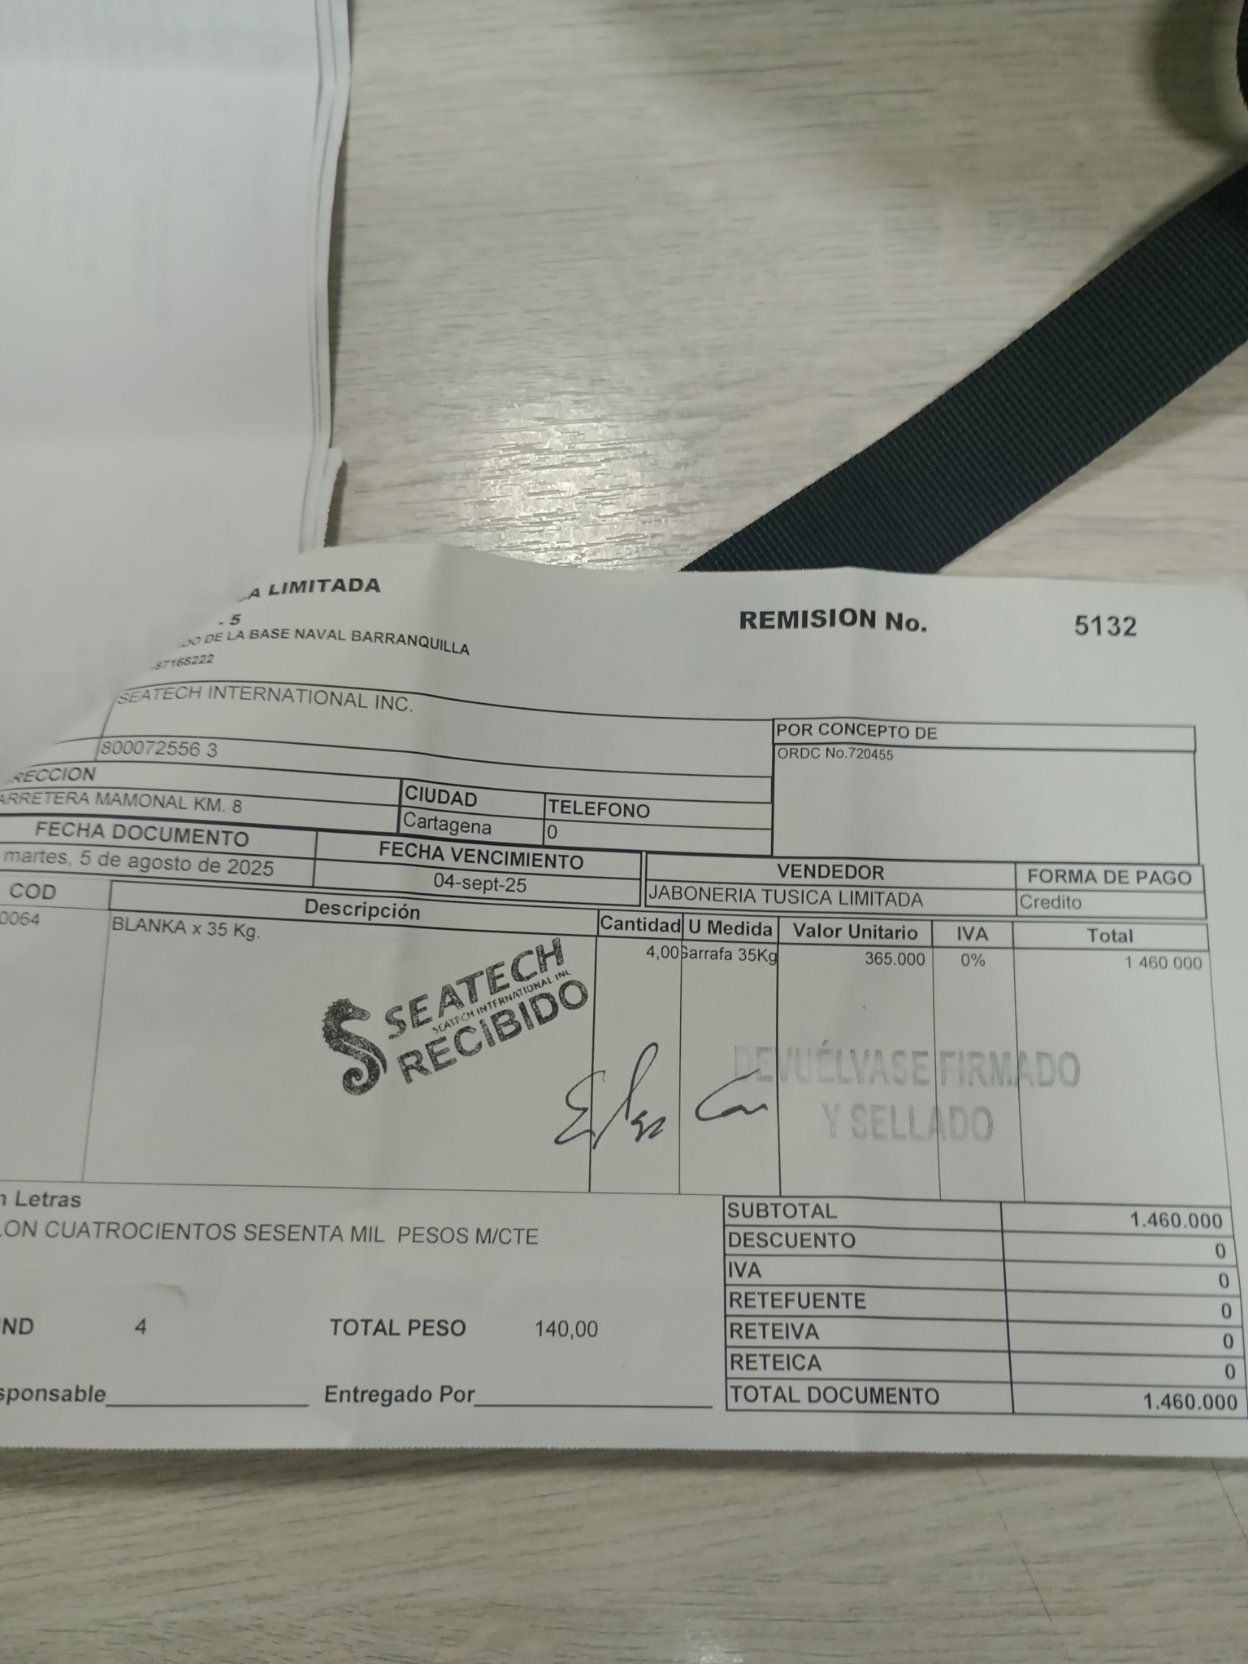 LIMITADA
REMISION No. 5132
DE LA BASE NAVAL BARRANQUILLA
SEATECH INTERNATIONAL INC.
POR CONCEPTO DE
800072556 3
ORDC No.720455
RECCION
CIUDAD TELEFONO
ARRETERA MAMONAL KM. 8
Cartagena 0
FECHA DOCUMENTO FECHA VENCIMIENTO VENDEDOR FORMA DE PAGO
martes, 5 de agosto de 2025 04-sept-25 JABONERIA TUSICA LIMITADA Credito
COD Descripción Cantidad U Medida Valor Unitario IVA Total
0064 BLANKA x 35 Kg. 4,00 Garrafa 35Kg 365.000 0% 1.460.000
SEATECH
SEATECH INTERNATIONAL INC
RECIBIDO
DEVUÉLVASE FIRMADO
Y SELLADO
n Letras
LON CUATROCIENTOS SESENTA MIL PESOS M/CTE
SUBTOTAL 1.460.000
DESCUENTO 0
IVA 0
RETEFUENTE 0
RETEIVA 0
RETEICA 0
TOTAL DOCUMENTO 1.460.000
ND 4 TOTAL PESO 140,00
sponsable Entregado Por